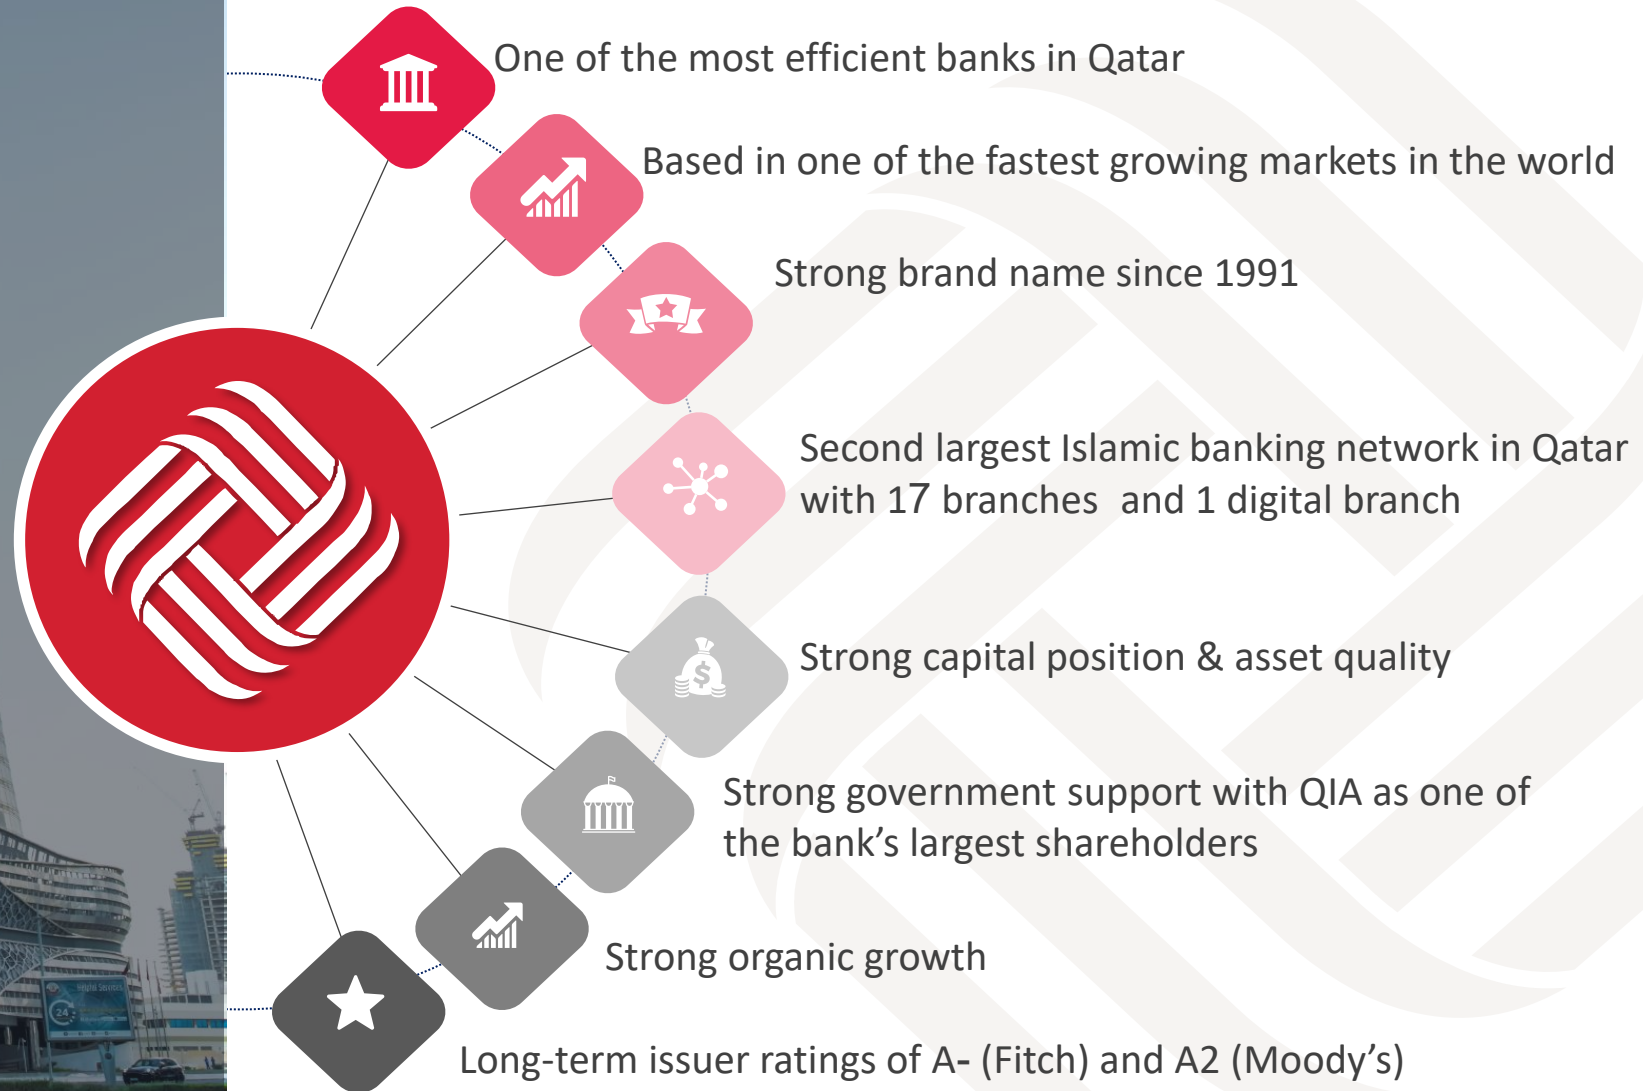 One of the most efficient banks in Qatar
Based in one of the fastest growing markets in the world
Strong brand name since 1991
Second largest Islamic banking network in Qatar
with 17 branches and 1 digital branch
Strong capital position & asset quality
$
Strong government support with QIA as one of
the bank’s largest shareholders
Strong organic growth
24
Long-term issuer ratings of A- (Fitch) and A2 (Moody’s)